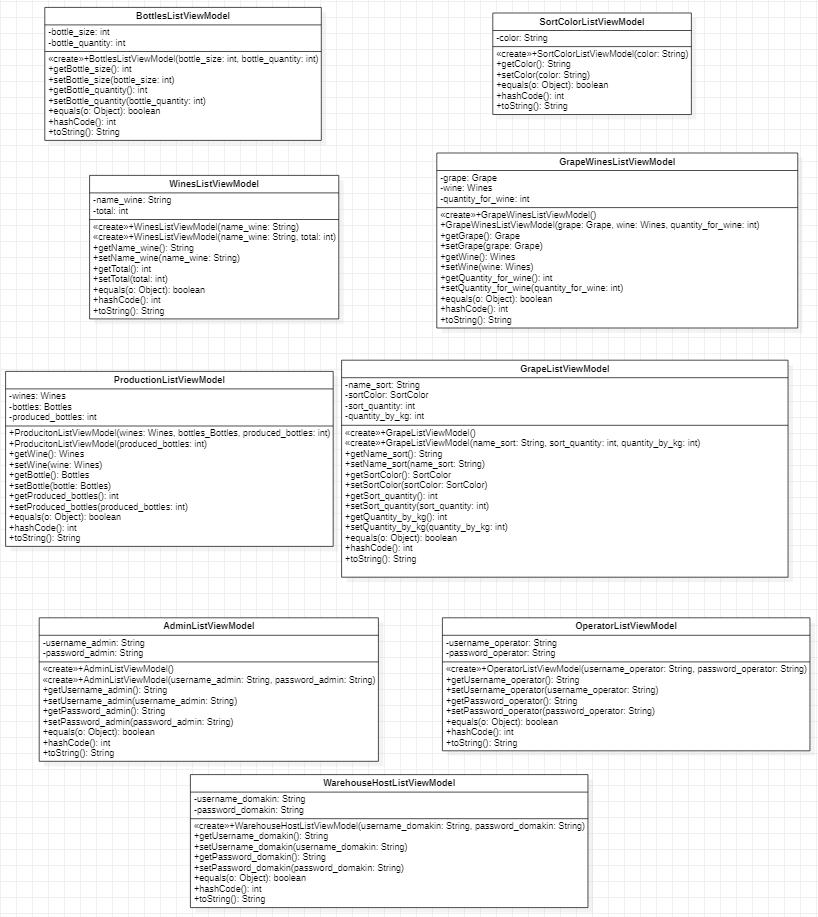 BottlesListViewModel
-bottle_size: int
-bottle_quantity: int
«create»+BottlesListViewModel(bottle_size: int, bottle_quantity: int)
+getBottle_size(): int
+setBottle_size(bottle_size: int)
+getBottle_quantity(): int
+setBottle_quantity(bottle_quantity: int)
+equals(o: Object): boolean
+hashCode(): int
+toString(): String
SortColorListViewModel
-color: String
«create»+SortColorListViewModel(color: String)
+getColor(): String
+setColor(color: String)
+equals(o: Object): boolean
+hashCode(): int
+toString(): String
WinesListViewModel
-name_wine: String
-total: int
«create»+WinesListViewModel(name_wine: String)
«create»+WinesListViewModel(name_wine: String, total: int)
+getName_wine(): String
+setName_wine(name_wine: String)
+getTotal(): int
+setTotal(total: int)
+equals(o: Object): boolean
+hashCode(): int
+toString(): String
GrapeWinesListViewModel
-grape: Grape
-wine: Wines
-quantity_for_wine: int
«create»+GrapeWinesListViewModel()
+GrapeWinesListViewModel(grape: Grape, wine: Wines, quantity_for_wine: int)
+getGrape(): Grape
+setGrape(grape: Grape)
+getWine(): Wines
+setWine(wine: Wines)
+getQuantity_for_wine(): int
+setQuantity_for_wine(quantity_for_wine: int)
+equals(o: Object): boolean
+hashCode(): int
+toString(): String
ProductionListViewModel
-wines: Wines
-bottles: Bottles
-produced_bottles: int
+ProducitonListViewModel(wines: Wines, bottles_Bottles, produced_bottles: int)
+ProducitonListViewModel(produced_bottles: int)
+getWine(): Wines
+setWine(wine: Wines)
+getBottle(): Bottles
+setBottle(bottle: Bottles)
+getProduced_bottles(): int
+setProduced_bottles(produced_bottles: int)
+equals(o: Object): boolean
+hashCode(): int
+toString(): String
GrapeListViewModel
-name_sort: String
-sortColor: SortColor
-sort_quantity: int
-quantity_by_kg: int
«create»+GrapeListViewModel()
«create»+GrapeListViewModel(name_sort: String, sort_quantity: int, quantity_by_kg: int)
+getName_sort(): String
+setName_sort(name_sort: String)
+getSortColor(): SortColor
+setSortColor(sortColor: SortColor)
+getSort_quantity(): int
+setSort_quantity(sort_quantity: int)
+getQuantity_by_kg(): int
+setQuantity_by_kg(quantity_by_kg: int)
+equals(o: Object): boolean
+hashCode(): int
+toString(): String
AdminListViewModel
-username_admin: String
-password_admin: String
«create»+AdminListViewModel()
«create»+AdminListViewModel(username_admin: String, password_admin: String)
+getUsername_admin(): String
+setUsername_admin(username_admin: String)
+getPassword_admin(): String
+setPassword_admin(password_admin: String)
+equals(o: Object): boolean
+hashCode(): int
+toString(): String
OperatorListViewModel
-username_operator: String
-password_operator: String
«create»+OperatorListViewModel(username_operator: String, password_operator: String)
+getUsername_operator(): String
+setUsername_operator(username_operator: String)
+getPassword_operator(): String
+setPassword_operator(password_operator: String)
+equals(o: Object): boolean
+hashCode(): int
+toString(): String
WarehouseHostListViewModel
-username_domakin: String
-password_domakin: String
«create»+WarehouseHostListViewModel(username_domakin: String, password_domakin: String)
+getUsername_domakin(): String
+setUsername_domakin(username_domakin: String)
+getPassword_domakin(): String
+setPassword_domakin(password_domakin: String)
+equals(o: Object): boolean
+hashCode(): int
+toString(): String